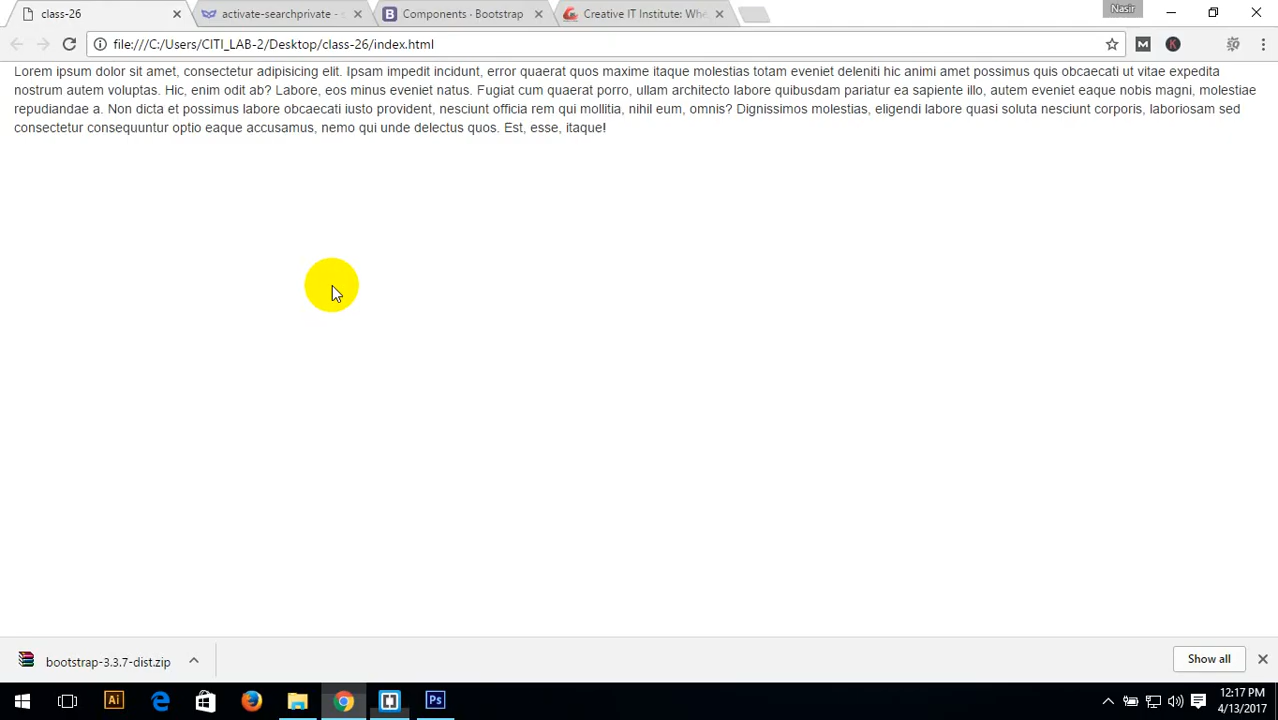 class-26
activate-searchprivate -
Components · Bootstrap
Creative IT Institute: Whe
Nasir
file:///C:/Users/CITI_LAB-2/Desktop/class-26/index.html
Lorem ipsum dolor sit amet, consectetur adipisicing elit. Ipsam impedit incidunt, error quaerat quos maxime itaque molestias totam eveniet deleniti hic animi amet possimus quis obcaecati ut vitae expedita
nostrum autem voluptas. Hic, enim odit ab? Labore, eos minus eveniet natus. Fugiat cum quaerat porro, ullam architecto labore quibusdam pariatur ea sapiente illo, autem eveniet eaque nobis magni, molestiae
repudiandae a. Non dicta et possimus labore obcaecati iusto provident, nesciunt officia rem qui mollitia, nihil eum, omnis? Dignissimos molestias, eligendi labore quasi soluta nesciunt corporis, laboriosam sed
consectetur consequuntur optio eaque accusamus, nemo qui unde delectus quos. Est, esse, itaque!
bootstrap-3.3.7-dist.zip
Show all
Ai
Ps
12:17 PM
4/13/2017